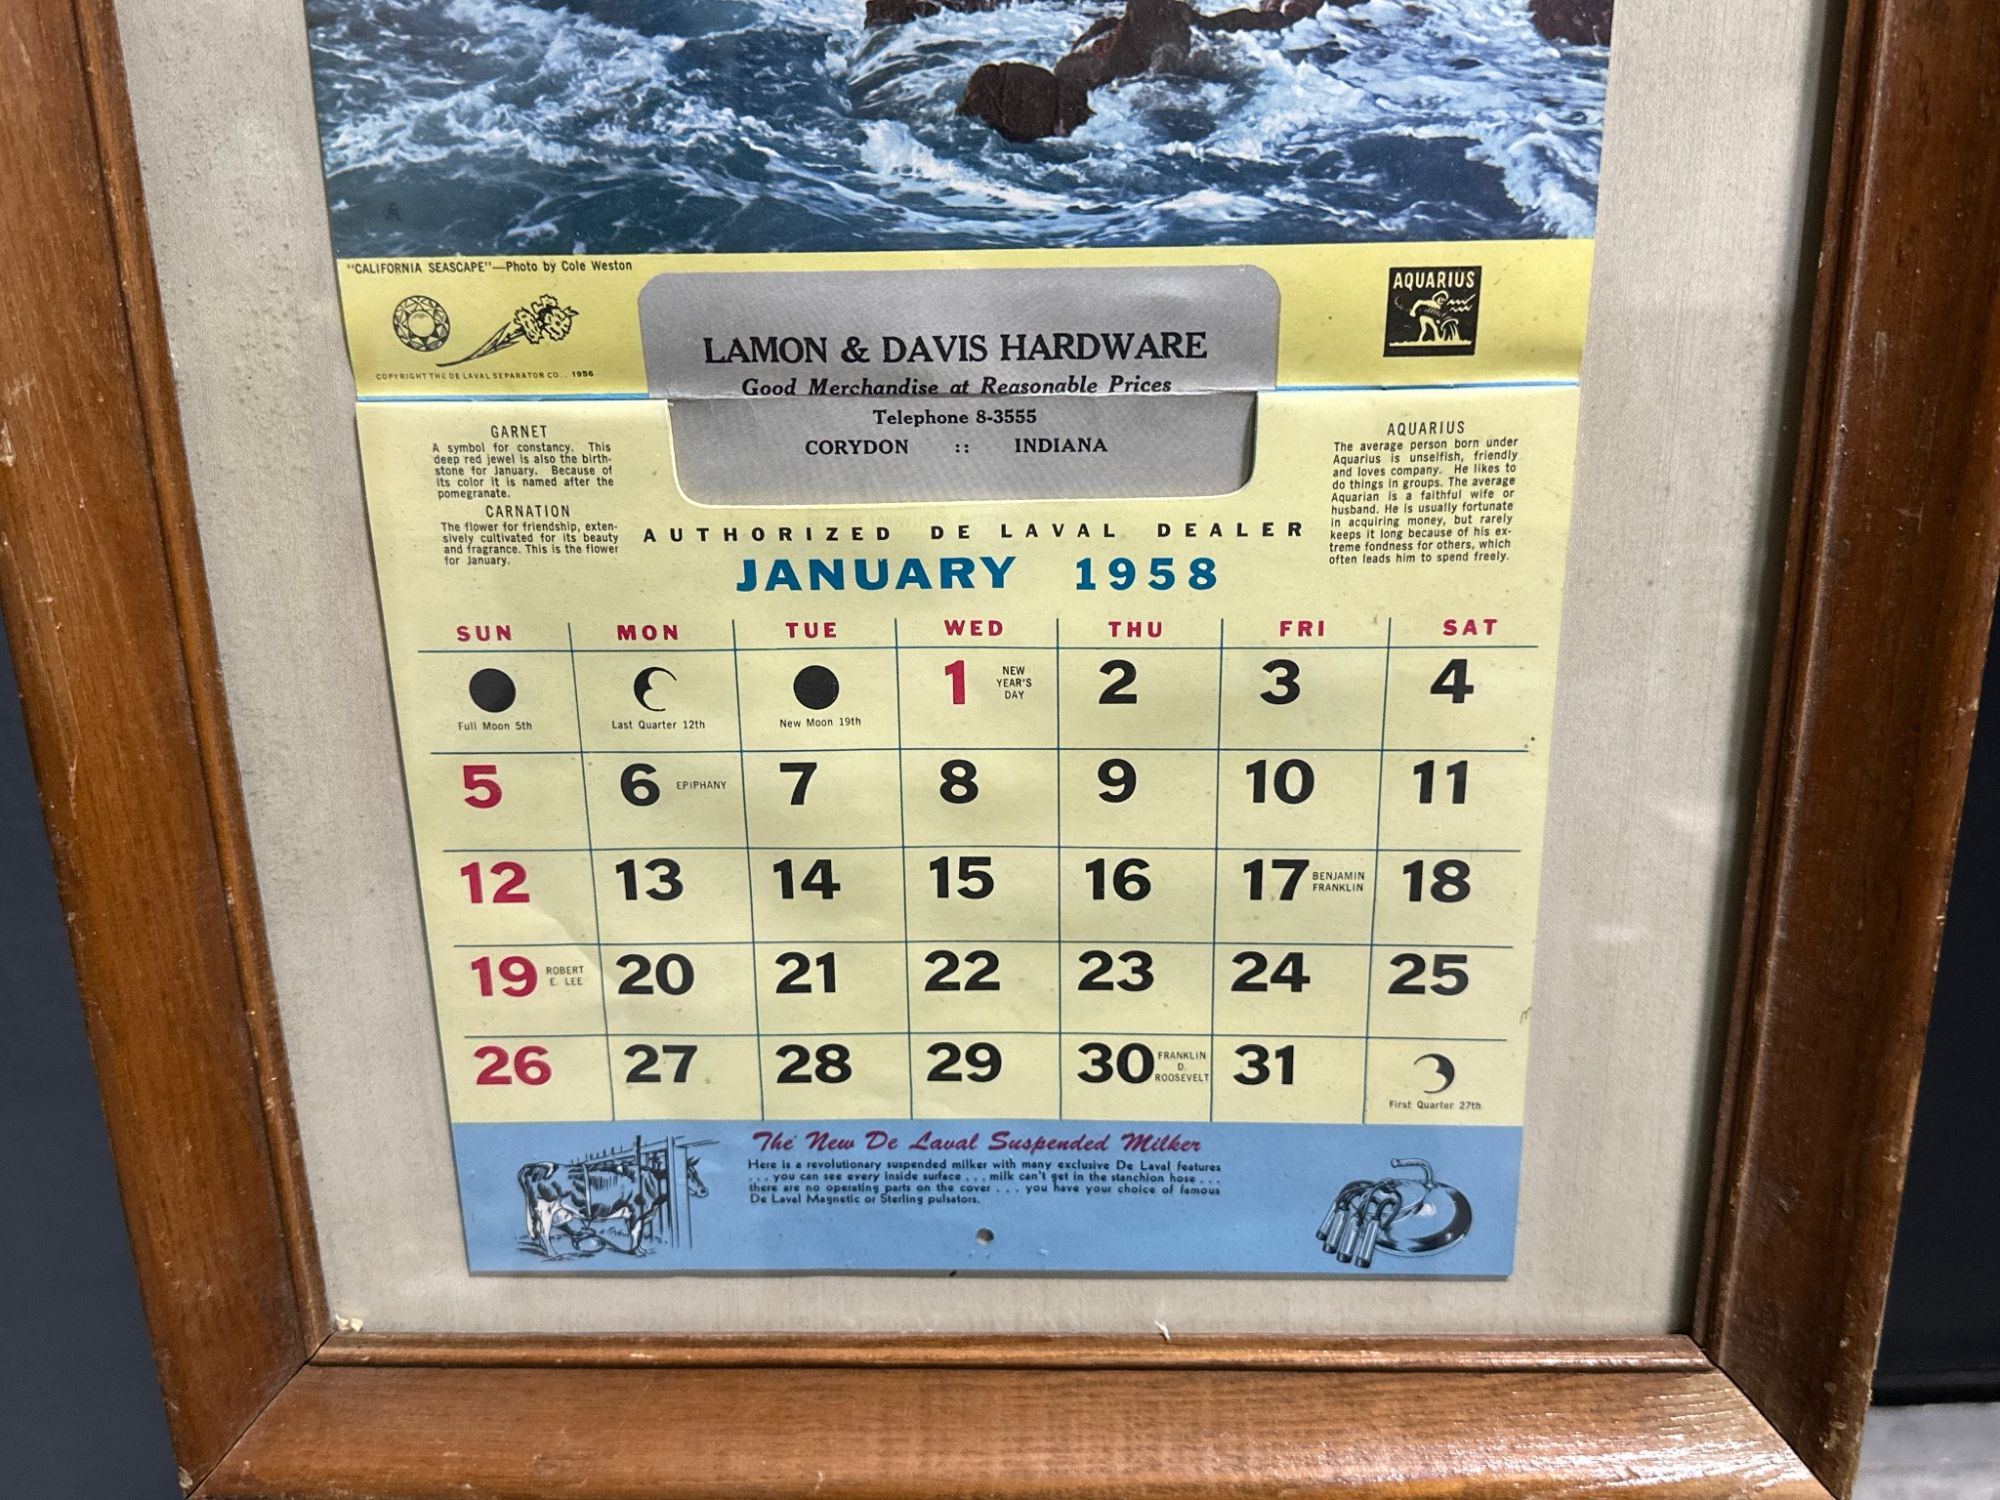 "CALIFORNIA SEASCAPE"—Photo by Cole Weston
COPYRIGHT THE DE LAVAL SEPARATOR CO., 1956
LAMON & DAVIS HARDWARE
Good Merchandise at Reasonable Prices
Telephone 8-3555
CORYDON :: INDIANA
AQUARIUS
GARNET
A symbol for constancy. This
deep red jewel is also the birth-
stone for January. Because of
its color it is named after the
pomegranate.
CARNATION
The flower for friendship, exten-
sively cultivated for its beauty
and fragrance. This is the flower
for January.
AQUARIUS
The average person born under
Aquarius is unselfish, friendly
and loves company. He likes to
do things in groups. The average
Aquarian is a faithful wife or
husband. He is usually fortunate
in acquiring money, but rarely
keeps it long because of his ex-
treme fondness for others, which
often leads him to spend freely.
AUTHORIZED DE LAVAL DEALER
JANUARY 1958
SUN MON TUE WED THU FRI SAT
Full Moon 5th Last Quarter 12th New Moon 19th 1 NEW YEAR'S DAY 2 3 4
5 6 EPIPHANY 7 8 9 10 11
12 13 14 15 16 17 BENJAMIN FRANKLIN 18
19 ROBERT E. LEE 20 21 22 23 24 25
26 27 28 29 30 FRANKLIN D. ROOSEVELT 31 First Quarter 27th
The New De Laval Suspended Milker
Here is a revolutionary suspended milker with many exclusive De Laval features
. . . you can see every inside surface . . . milk can't get in the stanchion hose . . .
there are no operating parts on the cover . . . you have your choice of famous
De Laval Magnetic or Sterling pulsators.